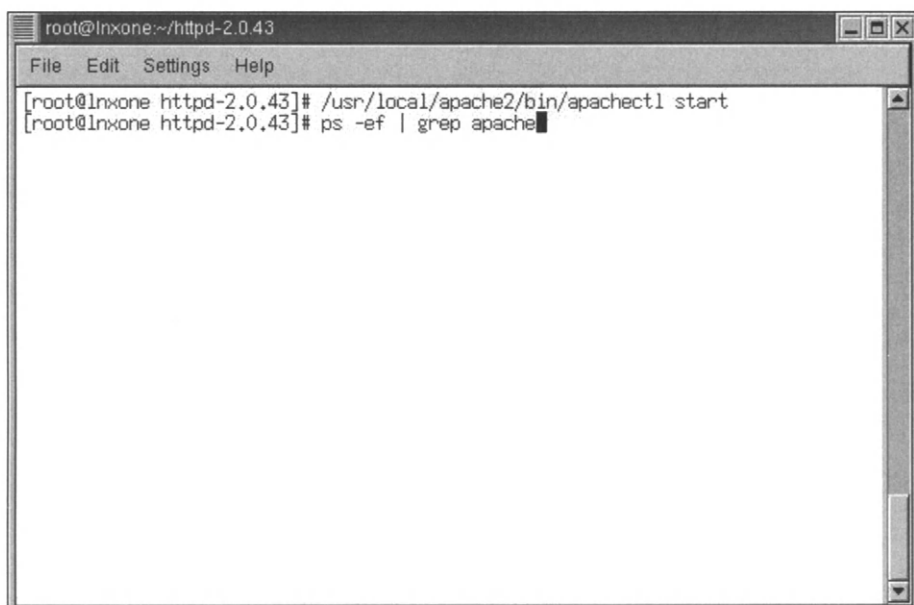 root@lnxone:~/httpd-2.0.43
File Edit Settings Help
[root@lnxone httpd-2.0.43]# /usr/local/apache2/bin/apachectl start
[root@lnxone httpd-2.0.43]# ps -ef | grep apache